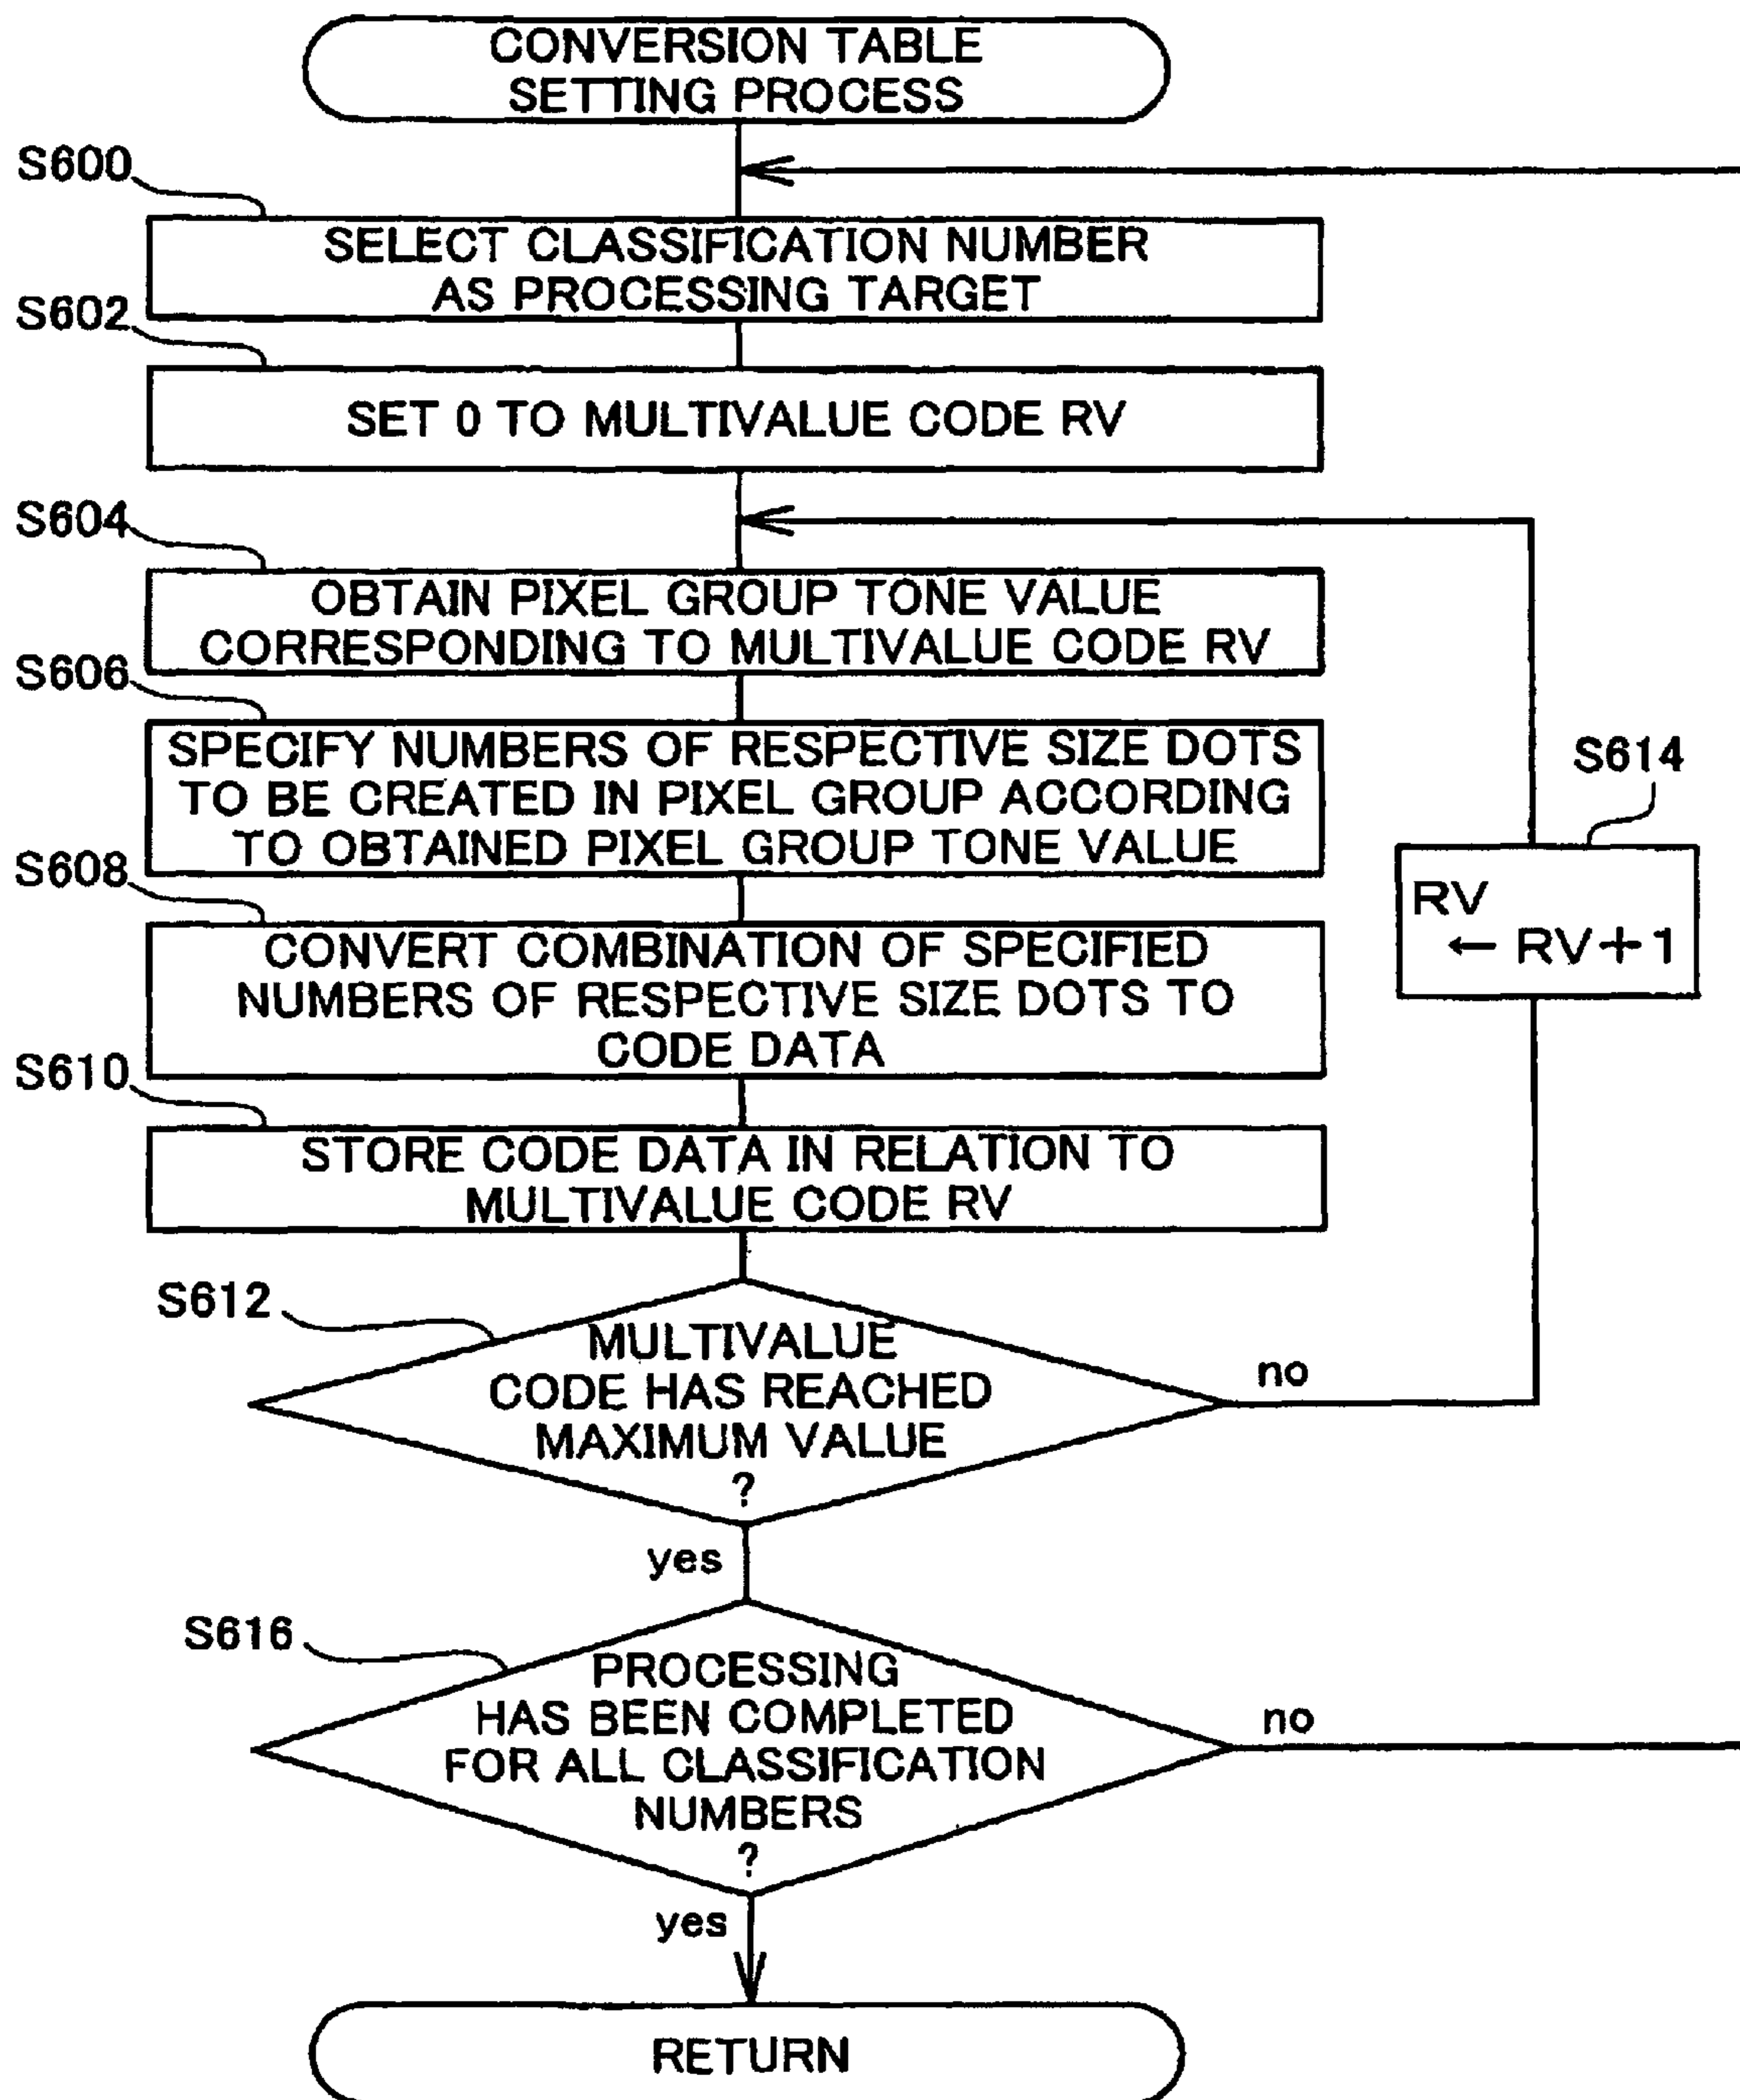 CONVERSION TABLE
SETTING PROCESS
S600
SELECT CLASSIFICATION NUMBER
AS PROCESSING TARGET
S602
SET 0 TO MULTIVALUE CODE RV
S604
OBTAIN PIXEL GROUP TONE VALUE
CORRESPONDING TO MULTIVALUE CODE RV
S606
SPECIFY NUMBERS OF RESPECTIVE SIZE DOTS
TO BE CREATED IN PIXEL GROUP ACCORDING
TO OBTAINED PIXEL GROUP TONE VALUE
S614
RV
← RV+1
S608
CONVERT COMBINATION OF SPECIFIED
NUMBERS OF RESPECTIVE SIZE DOTS TO
CODE DATA
S610
STORE CODE DATA IN RELATION TO
MULTIVALUE CODE RV
S612
MULTIVALUE
CODE HAS REACHED
MAXIMUM VALUE
?
no
yes
S616
PROCESSING
HAS BEEN COMPLETED
FOR ALL CLASSIFICATION
NUMBERS
?
no
yes
RETURN